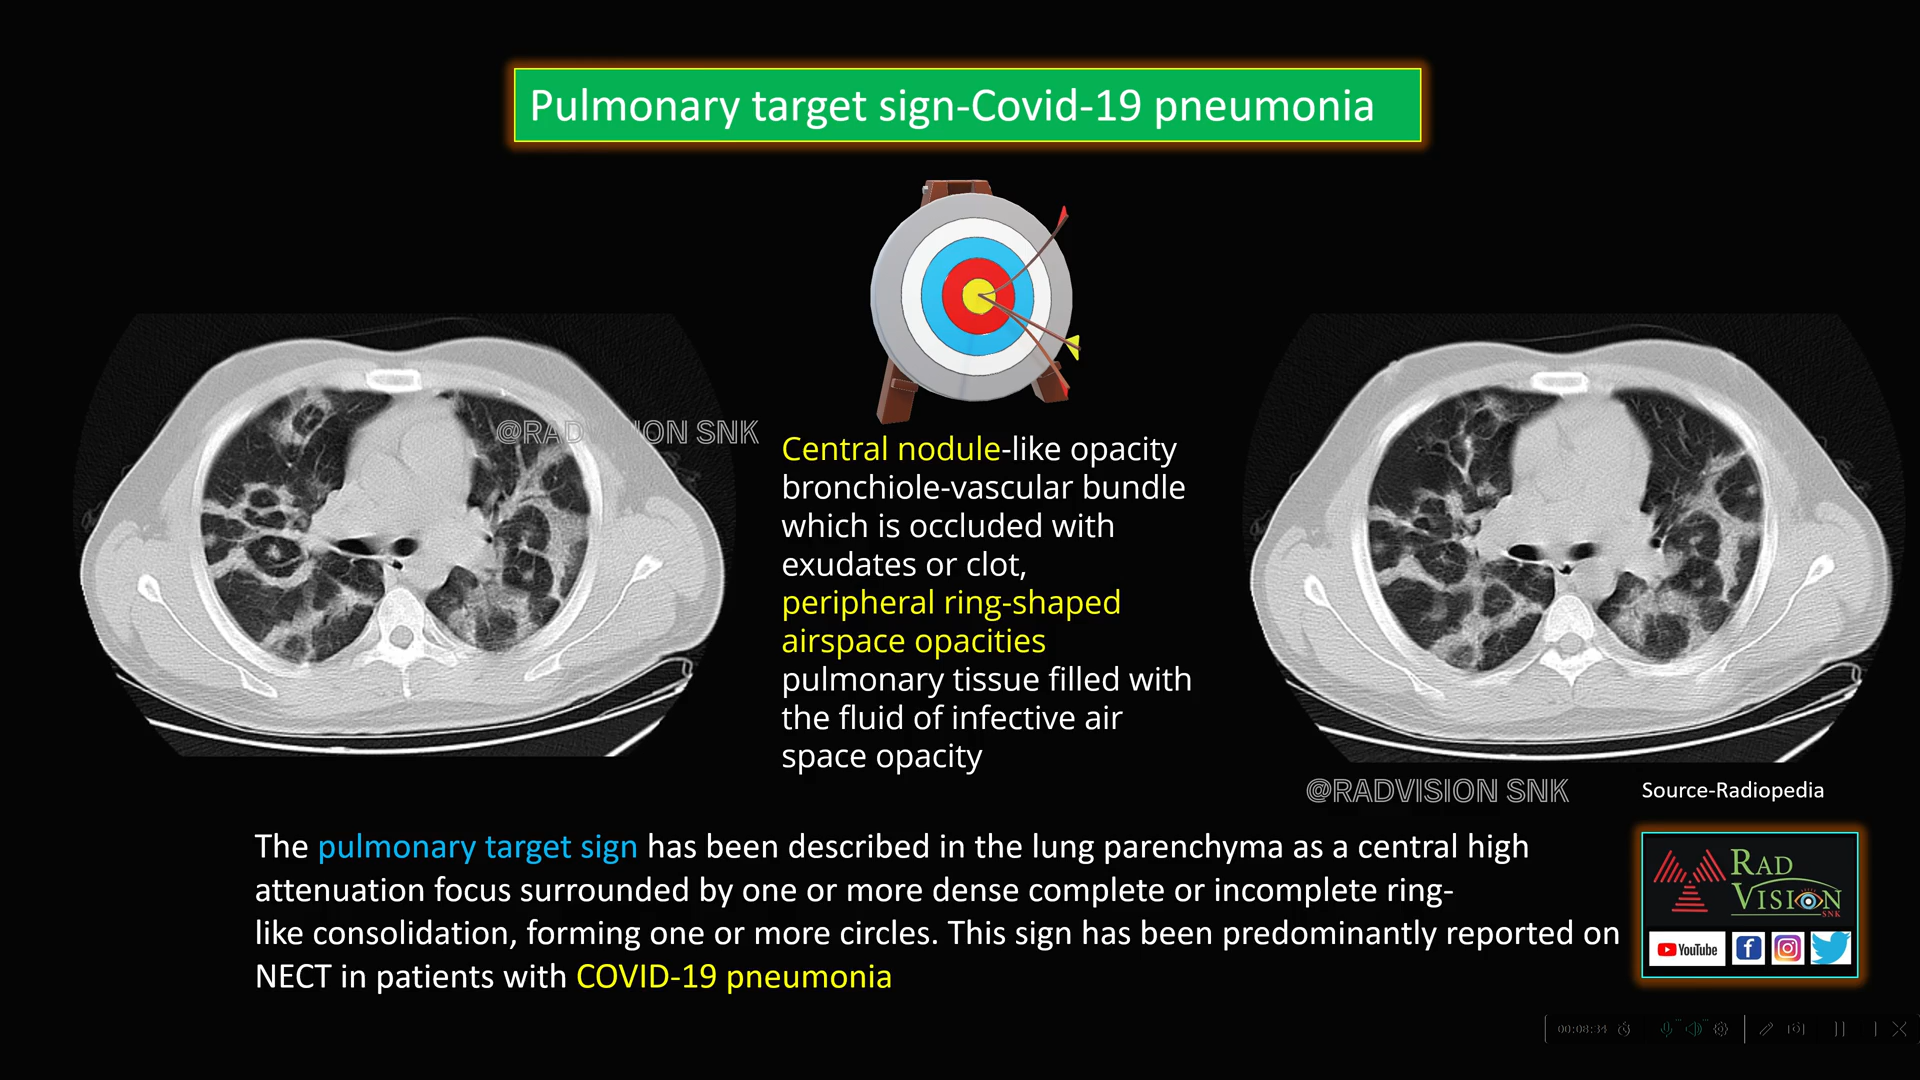 Pulmonary target sign-Covid-19 pneumonia
@RADVISION SNK
Central nodule-like opacity
bronchiole-vascular bundle
which is occluded with
exudates or clot,
peripheral ring-shaped
airspace opacities
pulmonary tissue filled with
the fluid of infective air
space opacity
@RADVISION SNK
Source-Radiopedia
The pulmonary target sign has been described in the lung parenchyma as a central high
attenuation focus surrounded by one or more dense complete or incomplete ring-
like consolidation, forming one or more circles. This sign has been predominantly reported on
NECT in patients with COVID-19 pneumonia
RAD
VISION
SNK
YouTube
00:08:34